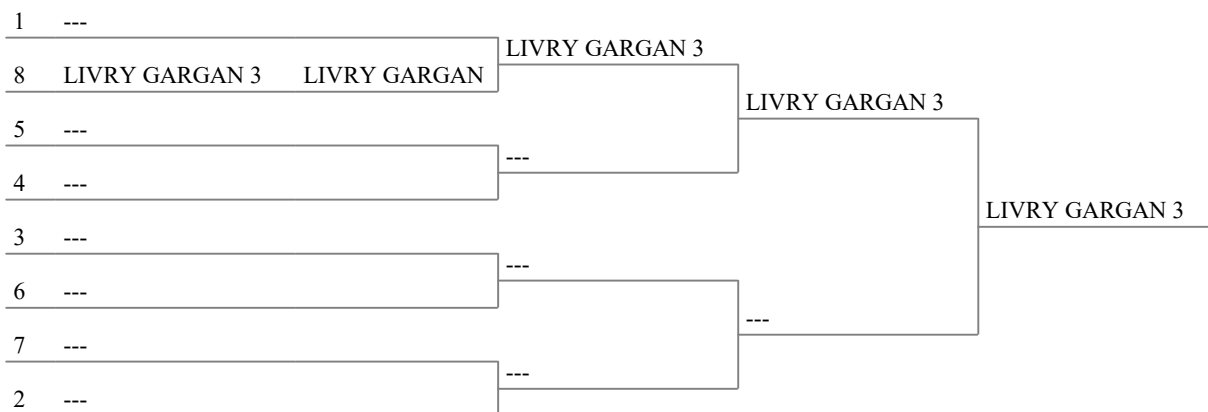 1 ---
LIVRY GARGAN 3
8 LIVRY GARGAN 3 LIVRY GARGAN
LIVRY GARGAN 3
5 ---
---
4 ---
LIVRY GARGAN 3
3 ---
---
6 ---
---
7 ---
---
2 ---